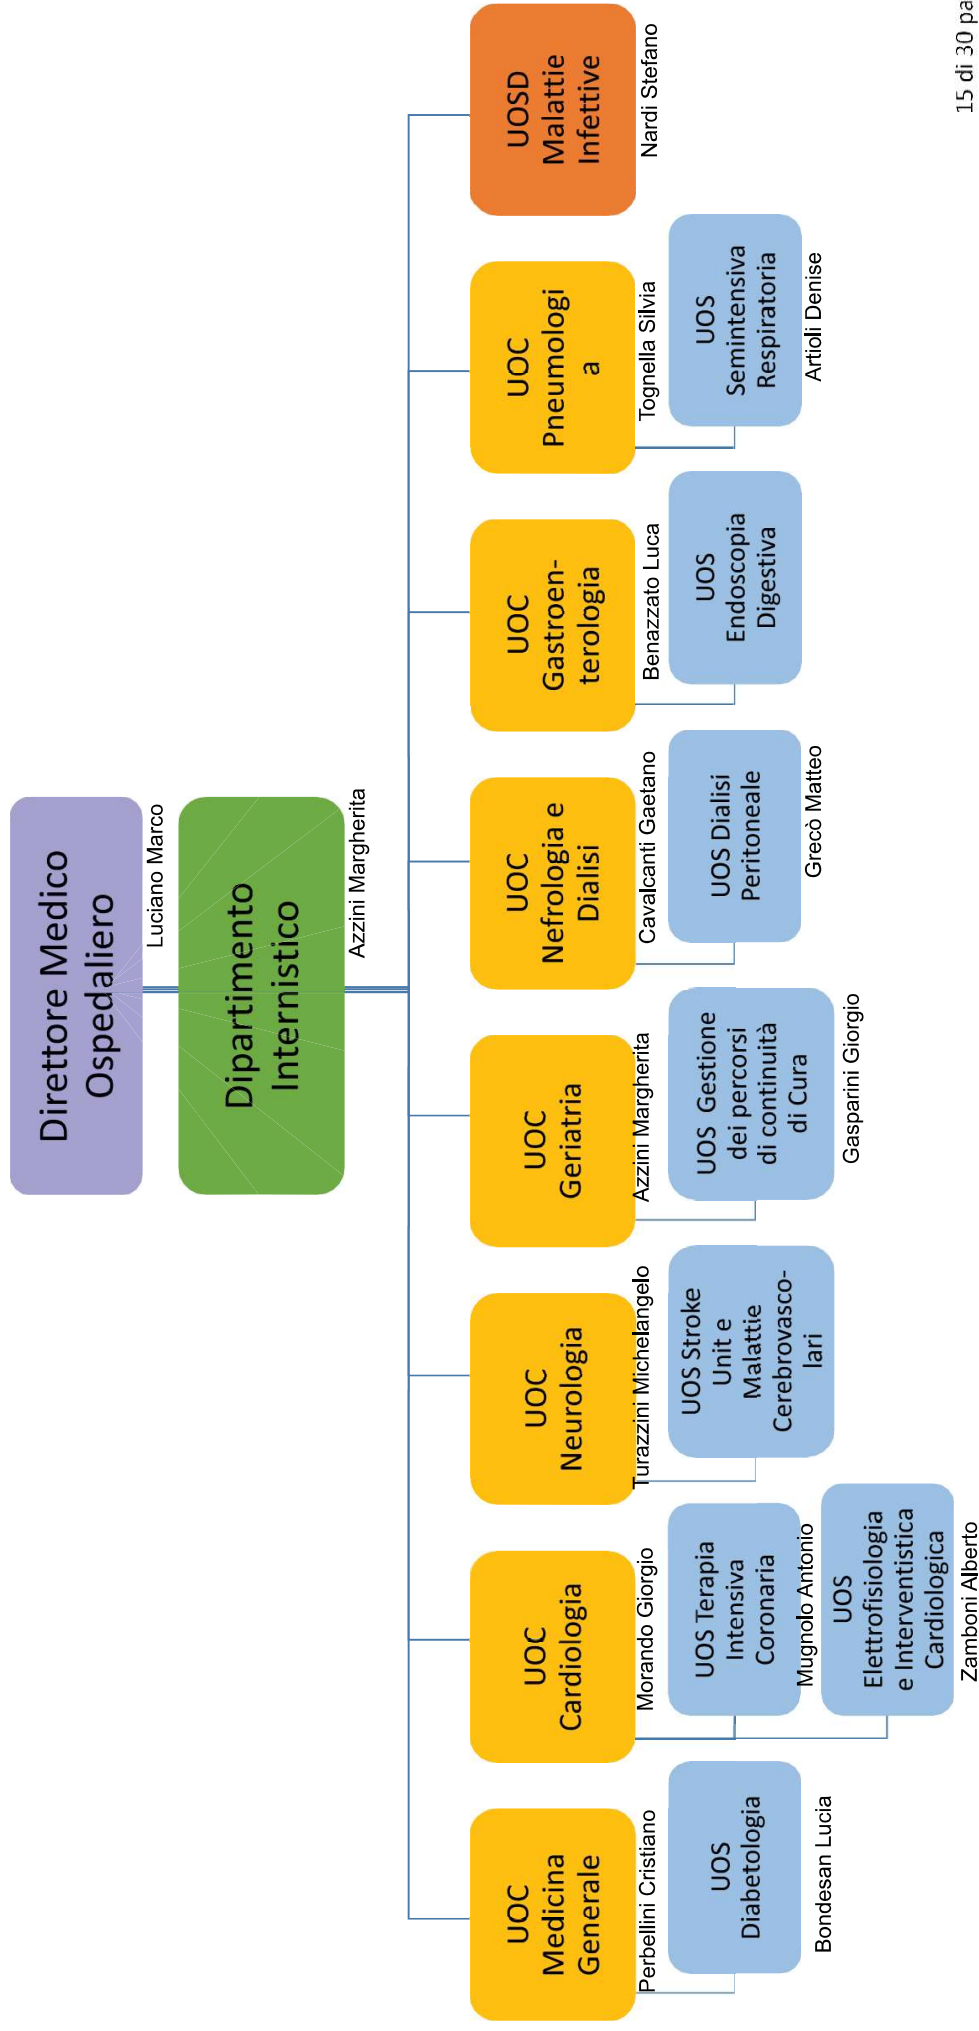 Direttore Medico
Ospedaliero
Luciano Marco
Dipartimento
Internistico
Azzini Margherita
UOC
Medicina
Generale
Perbellini Cristiano
UOS
Diabetologia
Bondesan Lucia
UOC
Cardiologia
Morando Giorgio
UOS Terapia
Intensiva
Coronaria
Mugnolo Antonio
UOS
Elettrofisiologia
e Interventistica
Cardiologica
Zamboni Alberto
UOC
Neurologia
Turazzini Michelangelo
UOS Stroke
Unit e
Malattie
Cerebrovasco-
lari
UOC
Geriatria
Azzini Margherita
UOS Gestione
dei percorsi
di continuità
di Cura
Gasparini Giorgio
UOC
Nefrologia e
Dialisi
Cavalcanti Gaetano
UOS Dialisi
Peritoneale
Grecò Matteo
UOC
Gastroen-
terologia
Benazzato Luca
UOS
Endoscopia
Digestiva
UOC
Pneumologi
a
Tognella Silvia
UOS
Semintensiva
Respiratoria
Artioli Denise
UOSD
Malattie
Infettive
Nardi Stefano
15 di 30 pa